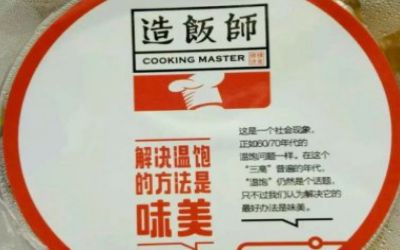 造飯師
COOKING MASTER
解决温饱
的方法是
味美
这是一个社会现象，
正如60/70年代的
温饱问题一样。在这个
“三高”普遍的年代，
“温饱”仍然是个话题，
只不过我们认为解决它的
最好办法是味美。